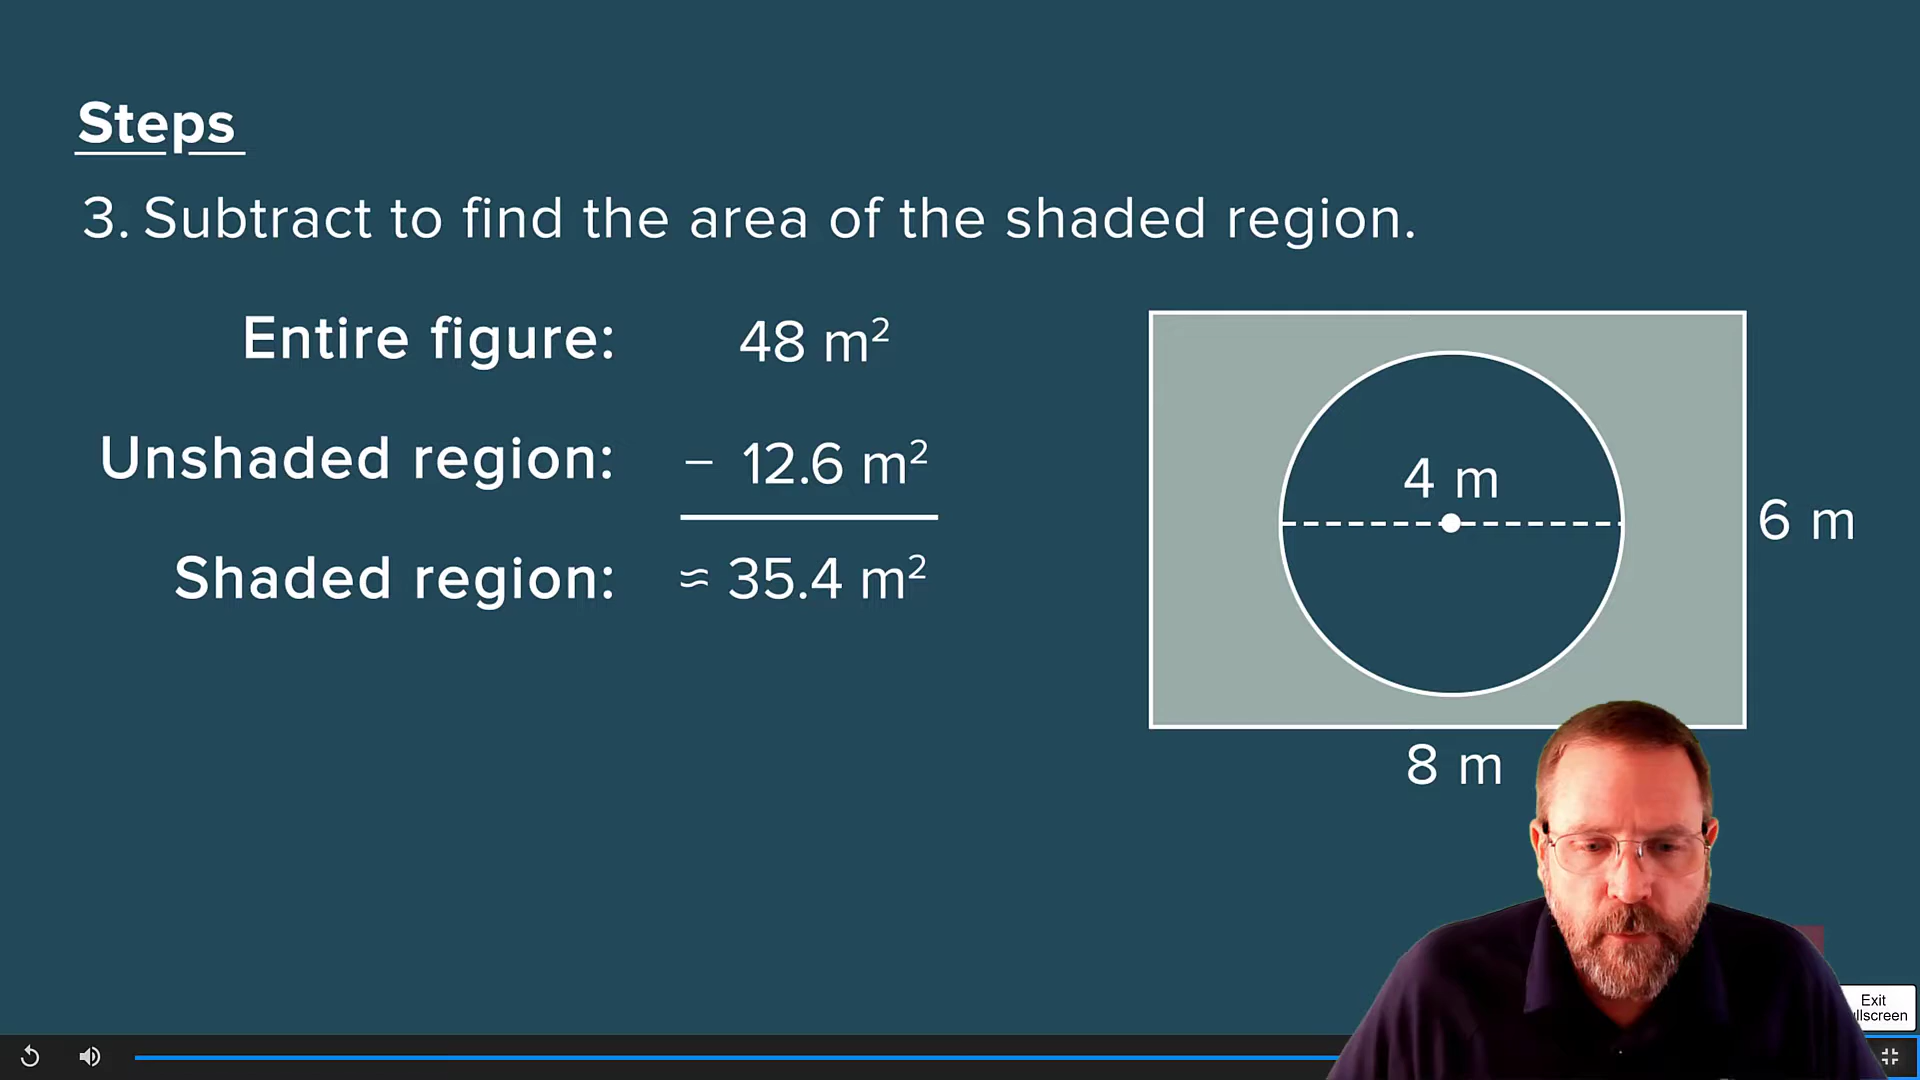 Steps
3. Subtract to find the area of the shaded region.
Entire figure: 48 m²
Unshaded region: – 12.6 m²
Shaded region: ≈ 35.4 m²
4 m
6 m
8 m
Exit
llscreen